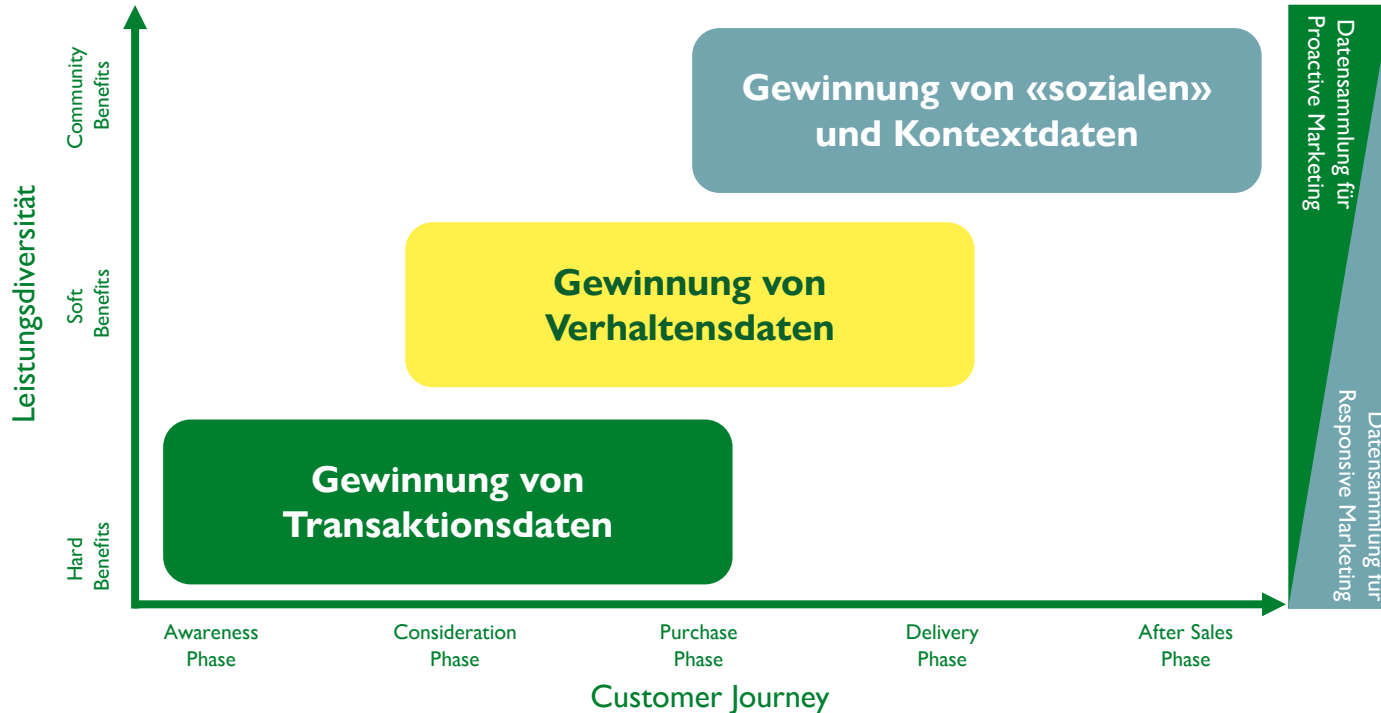 Leistungsdiversität
Community
Benefits
Soft
Benefits
Hard
Benefits
Gewinnung von «sozialen»
und Kontextdaten
Gewinnung von
Verhaltensdaten
Gewinnung von
Transaktionsdaten
Datensammlung für
Proactive Marketing
Datensammlung für
Responsive Marketing
Awareness
Phase
Consideration
Phase
Purchase
Phase
Delivery
Phase
After Sales
Phase
Customer Journey